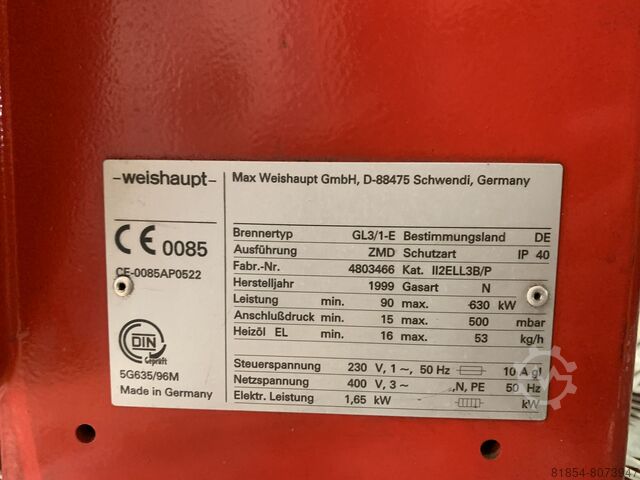 -weishaupt-
Max Weishaupt GmbH, D-88475 Schwendi, Germany
CE 0085
CE-0085AP0522
DIN
Geprüft
5G635/96M
Made in Germany
Brennertyp GL3/1-E Bestimmungsland DE
Ausführung ZMD Schutzart IP 40
Fabr.-Nr. 4803466 Kat. II2ELL3B/P
Herstelljahr 1999 Gasart N
Leistung min. 90 max. 630 kW
Anschlußdruck min. 15 max. 500 mbar
Heizöl EL min. 16 max. 53 kg/h
Steuerspannung 230 V, 1 ~, 50 Hz 10 A gl
Netzspannung 400 V, 3 ~ ,N, PE 50 Hz
Elektr. Leistung 1,65 kW kW
81854-8073947